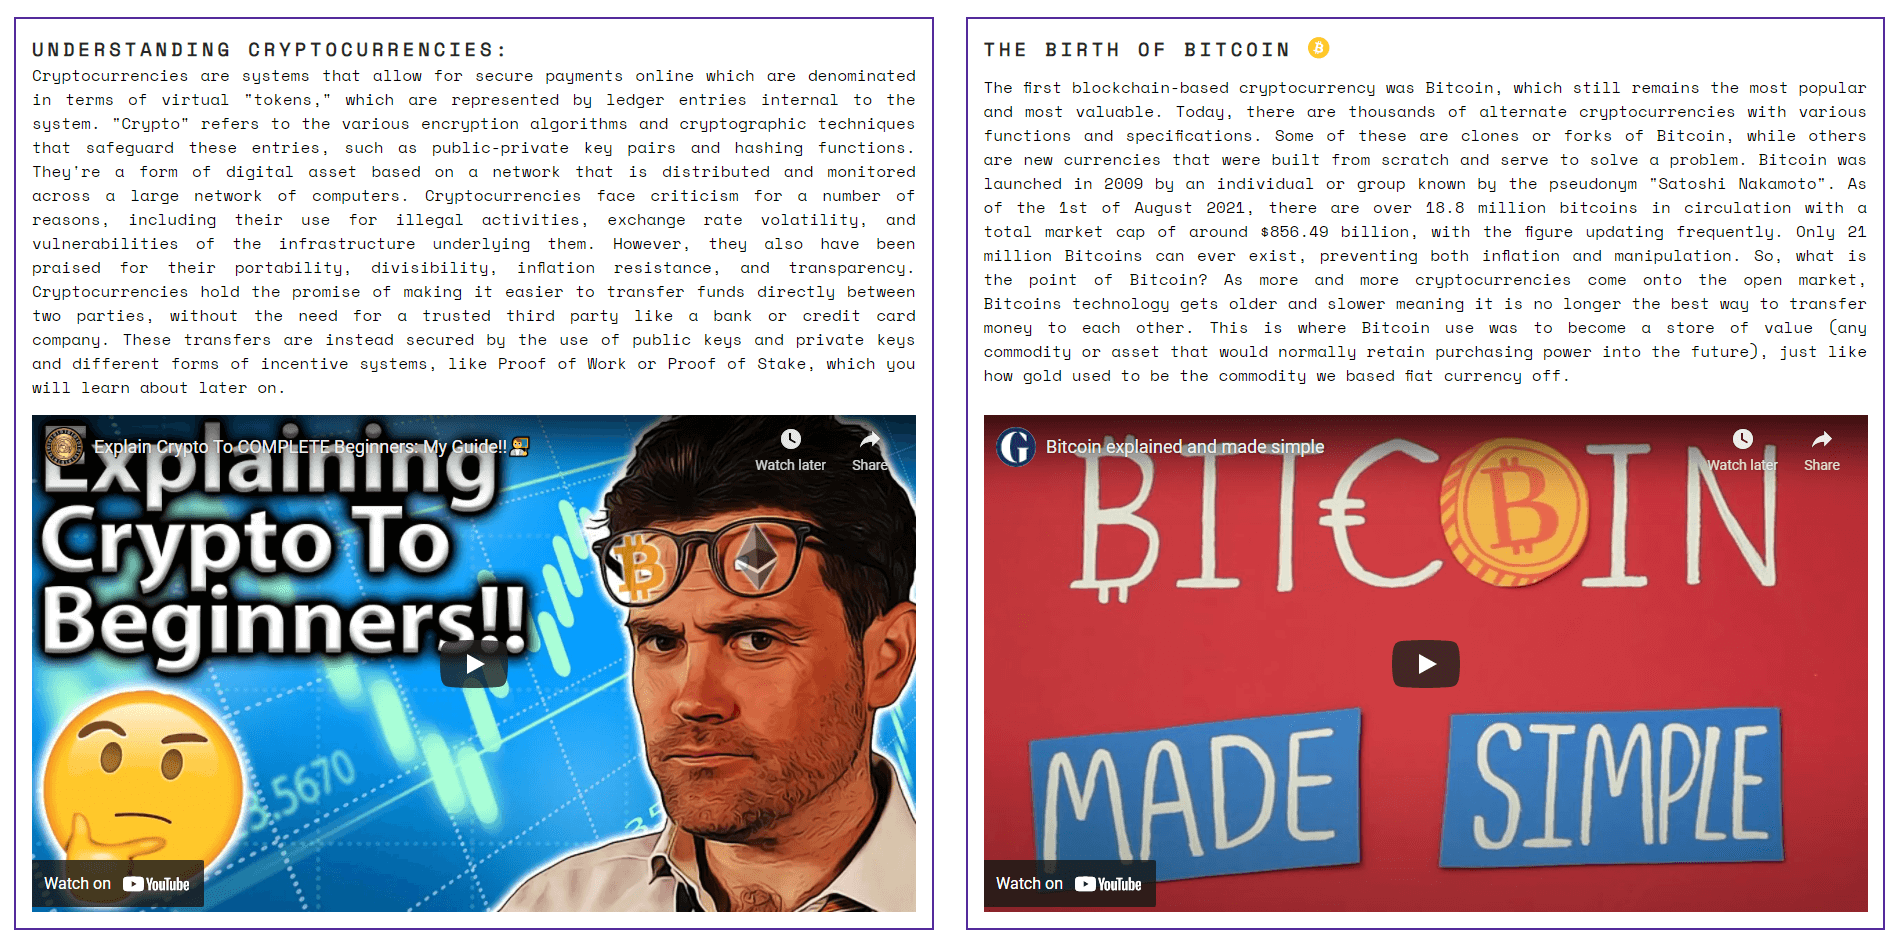 UNDERSTANDING CRYPTOCURRENCIES:
Cryptocurrencies are systems that allow for secure payments online which are denominated
in terms of virtual "tokens," which are represented by ledger entries internal to the
system. "Crypto" refers to the various encryption algorithms and cryptographic techniques
that safeguard these entries, such as public-private key pairs and hashing functions.
They're a form of digital asset based on a network that is distributed and monitored
across a large network of computers. Cryptocurrencies face criticism for a number of
reasons, including their use for illegal activities, exchange rate volatility, and
vulnerabilities of the infrastructure underlying them. However, they also have been
praised for their portability, divisibility, inflation resistance, and transparency.
Cryptocurrencies hold the promise of making it easier to transfer funds directly between
two parties, without the need for a trusted third party like a bank or credit card
company. These transfers are instead secured by the use of public keys and private keys
and different forms of incentive systems, like Proof of Work or Proof of Stake, which you
will learn about later on.
Explain Crypto To COMPLETE Beginners: My Guide!!
Watch later
Share
Explaining
Crypto To
Beginners!!
3.5670
35
Watch on YouTube
THE BIRTH OF BITCOIN
The first blockchain-based cryptocurrency was Bitcoin, which still remains the most popular
and most valuable. Today, there are thousands of alternate cryptocurrencies with various
functions and specifications. Some of these are clones or forks of Bitcoin, while others
are new currencies that were built from scratch and serve to solve a problem. Bitcoin was
launched in 2009 by an individual or group known by the pseudonym "Satoshi Nakamoto". As
of the 1st of August 2021, there are over 18.8 million bitcoins in circulation with a
total market cap of around $856.49 billion, with the figure updating frequently. Only 21
million Bitcoins can ever exist, preventing both inflation and manipulation. So, what is
the point of Bitcoin? As more and more cryptocurrencies come onto the open market,
Bitcoins technology gets older and slower meaning it is no longer the best way to transfer
money to each other. This is where Bitcoin use was to become a store of value (any
commodity or asset that would normally retain purchasing power into the future), just like
how gold used to be the commodity we based fiat currency off.
Bitcoin explained and made simple
Watch later
Share
BIT€OIN
MADE SIMPLE
Watch on YouTube